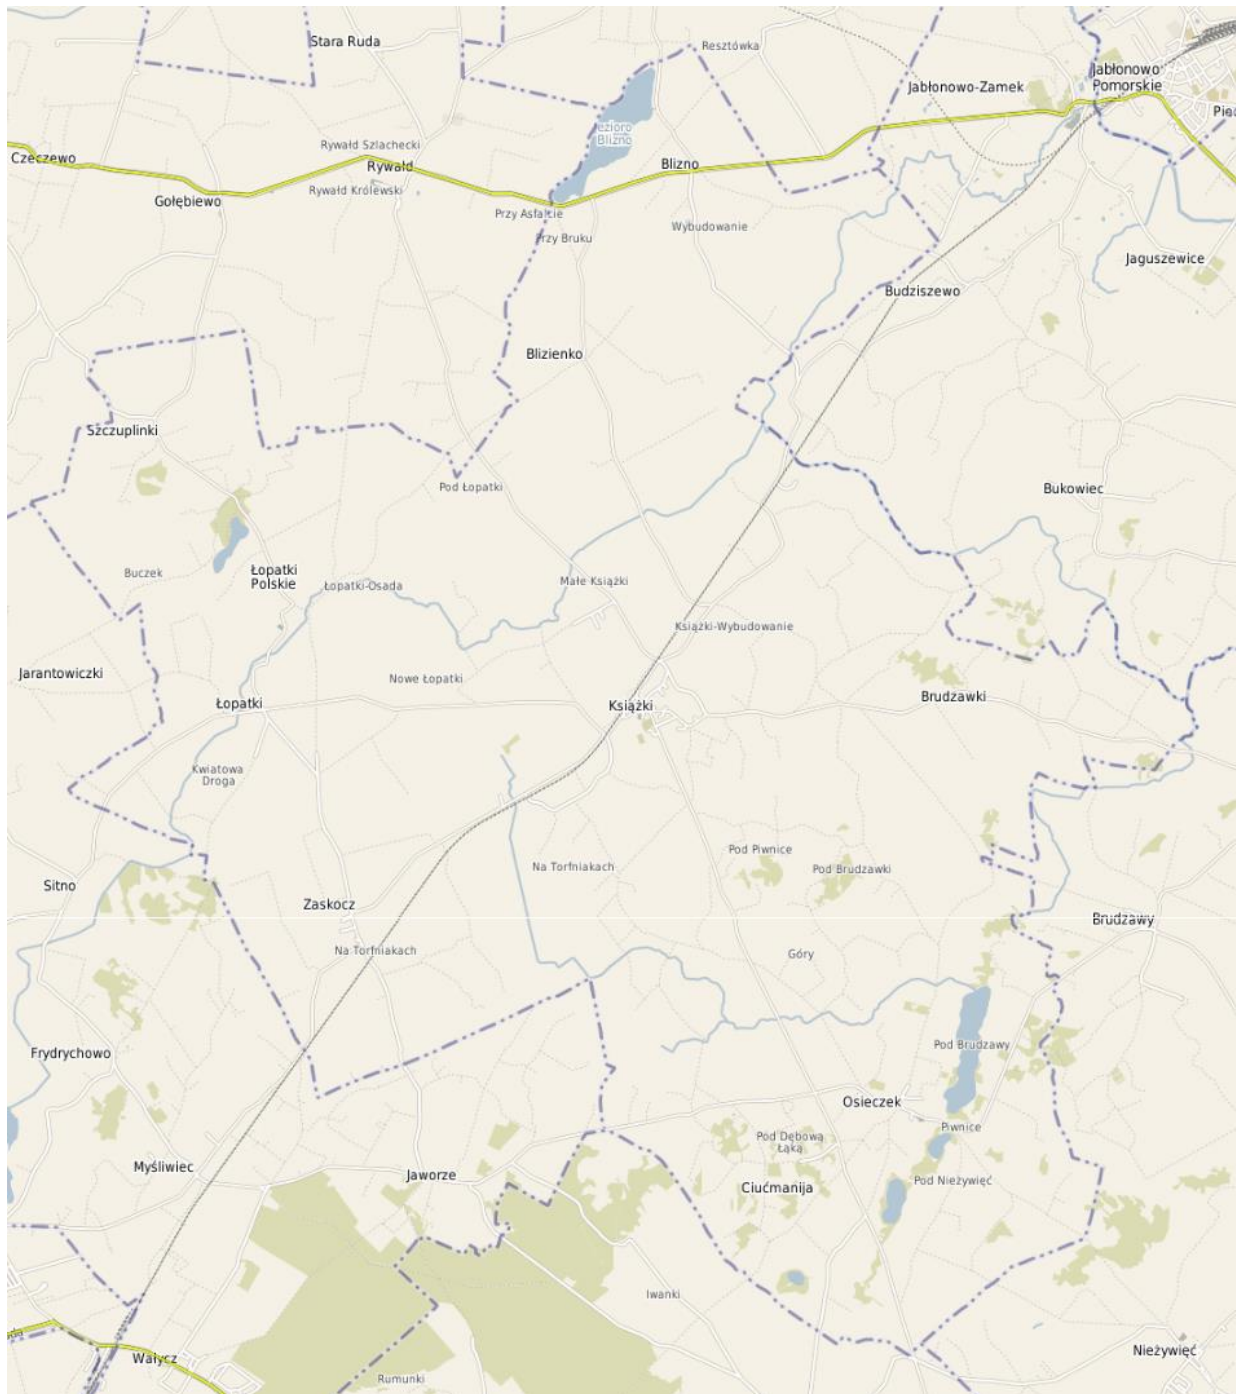 Stara Ruda
Resztówka
Jabłonowo-Zamek
Jabłonowo
Pomorskie
Jezioro
Blizno
Rywałd Szlachecki
Czeczewo
Rywałd
Blizno
Rywałd Królewski
Gołębiewo
Przy Asfalcie
Wybudowanie
Przy Bruku
Jaguszewice
Budziszewo
Blizienko
Szczuplinki
Pod Łopatki
Bukowiec
Buczek
Łopatki
Polskie
Łopatki-Osada
Małe Książki
Książki-Wybudowanie
Jarantowiczki
Nowe Łopatki
Brudzawki
Łopatki
Książki
Kwiatowa
Droga
Pod Piwnice
Na Torfniakach
Pod Brudzawki
Sitno
Zaskocz
Brudzawy
Na Torfniakach
Góry
Frydrychowo
Pod Brudzawy
Osieczek
Piwnice
Pod Dębową
Łąką
Myśliwiec
Jaworze
Pod Nieżywięć
Ciućmanija
Iwanki
Nieżywięć
Wałycz
Rumunki